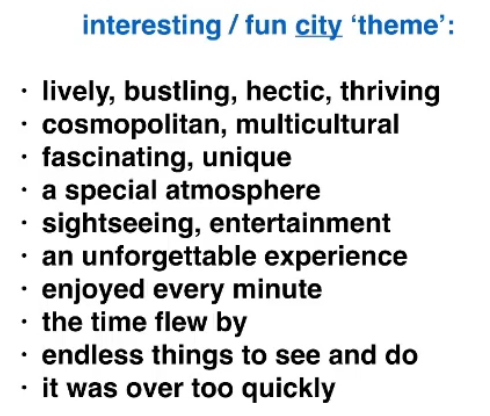 interesting / fun city ‘theme’:
· lively, bustling, hectic, thriving
· cosmopolitan, multicultural
· fascinating, unique
· a special atmosphere
· sightseeing, entertainment
· an unforgettable experience
· enjoyed every minute
· the time flew by
· endless things to see and do
· it was over too quickly